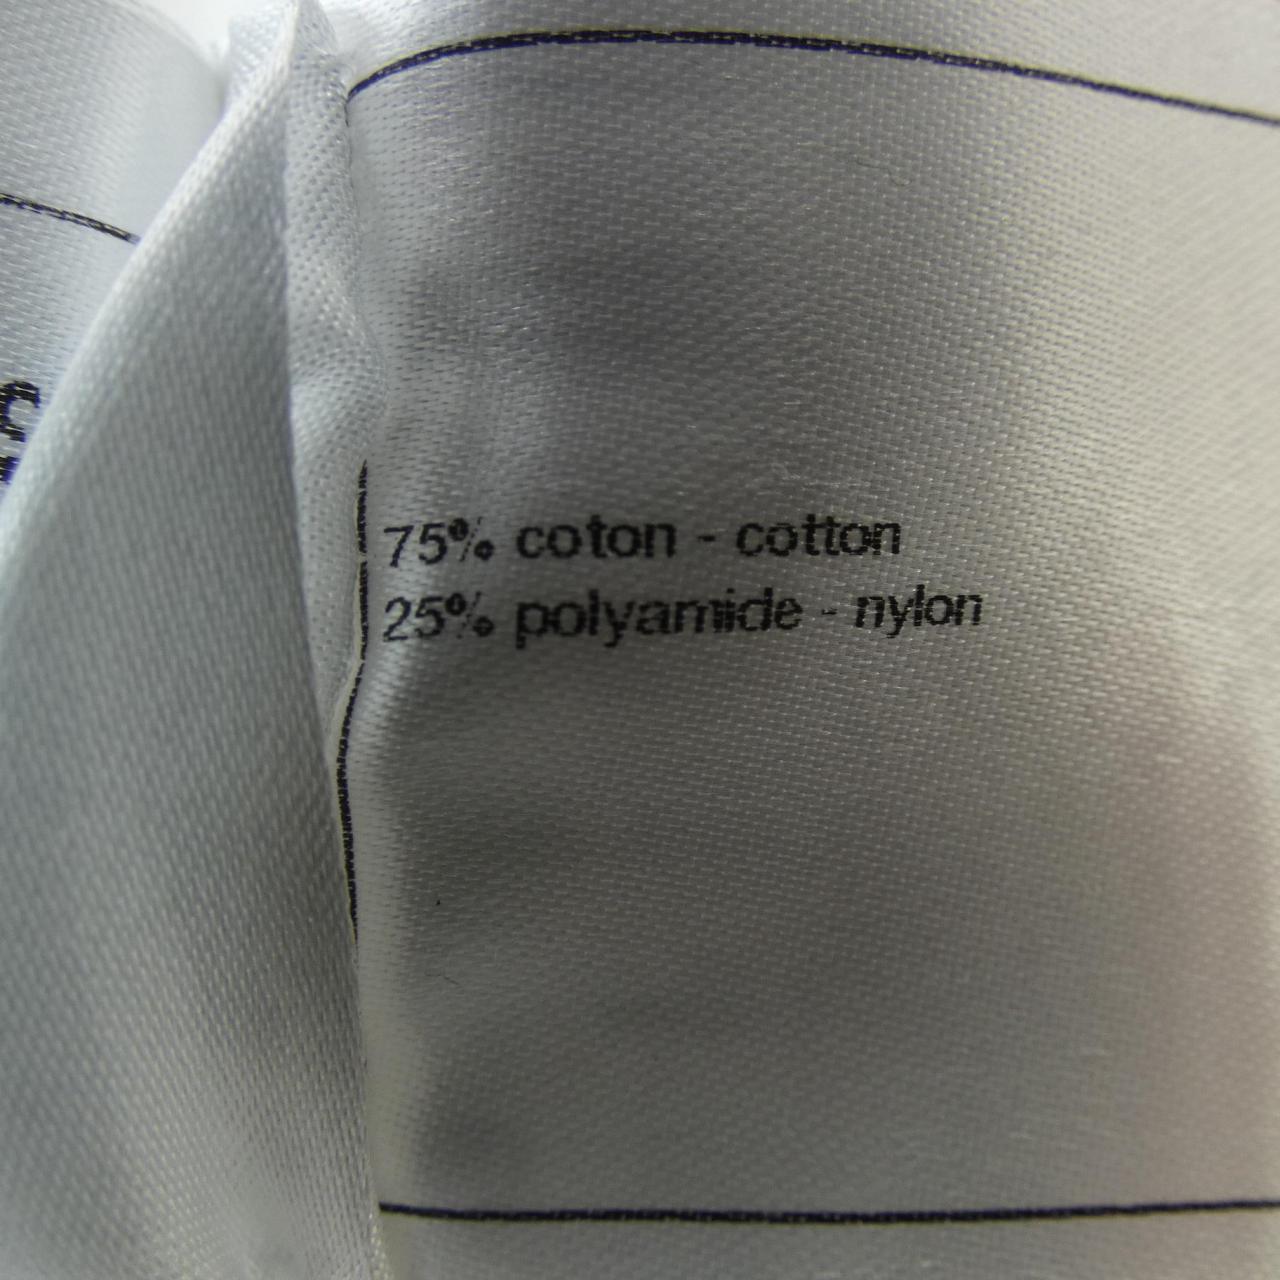 75% coton - cotton
25% polyamide - nylon